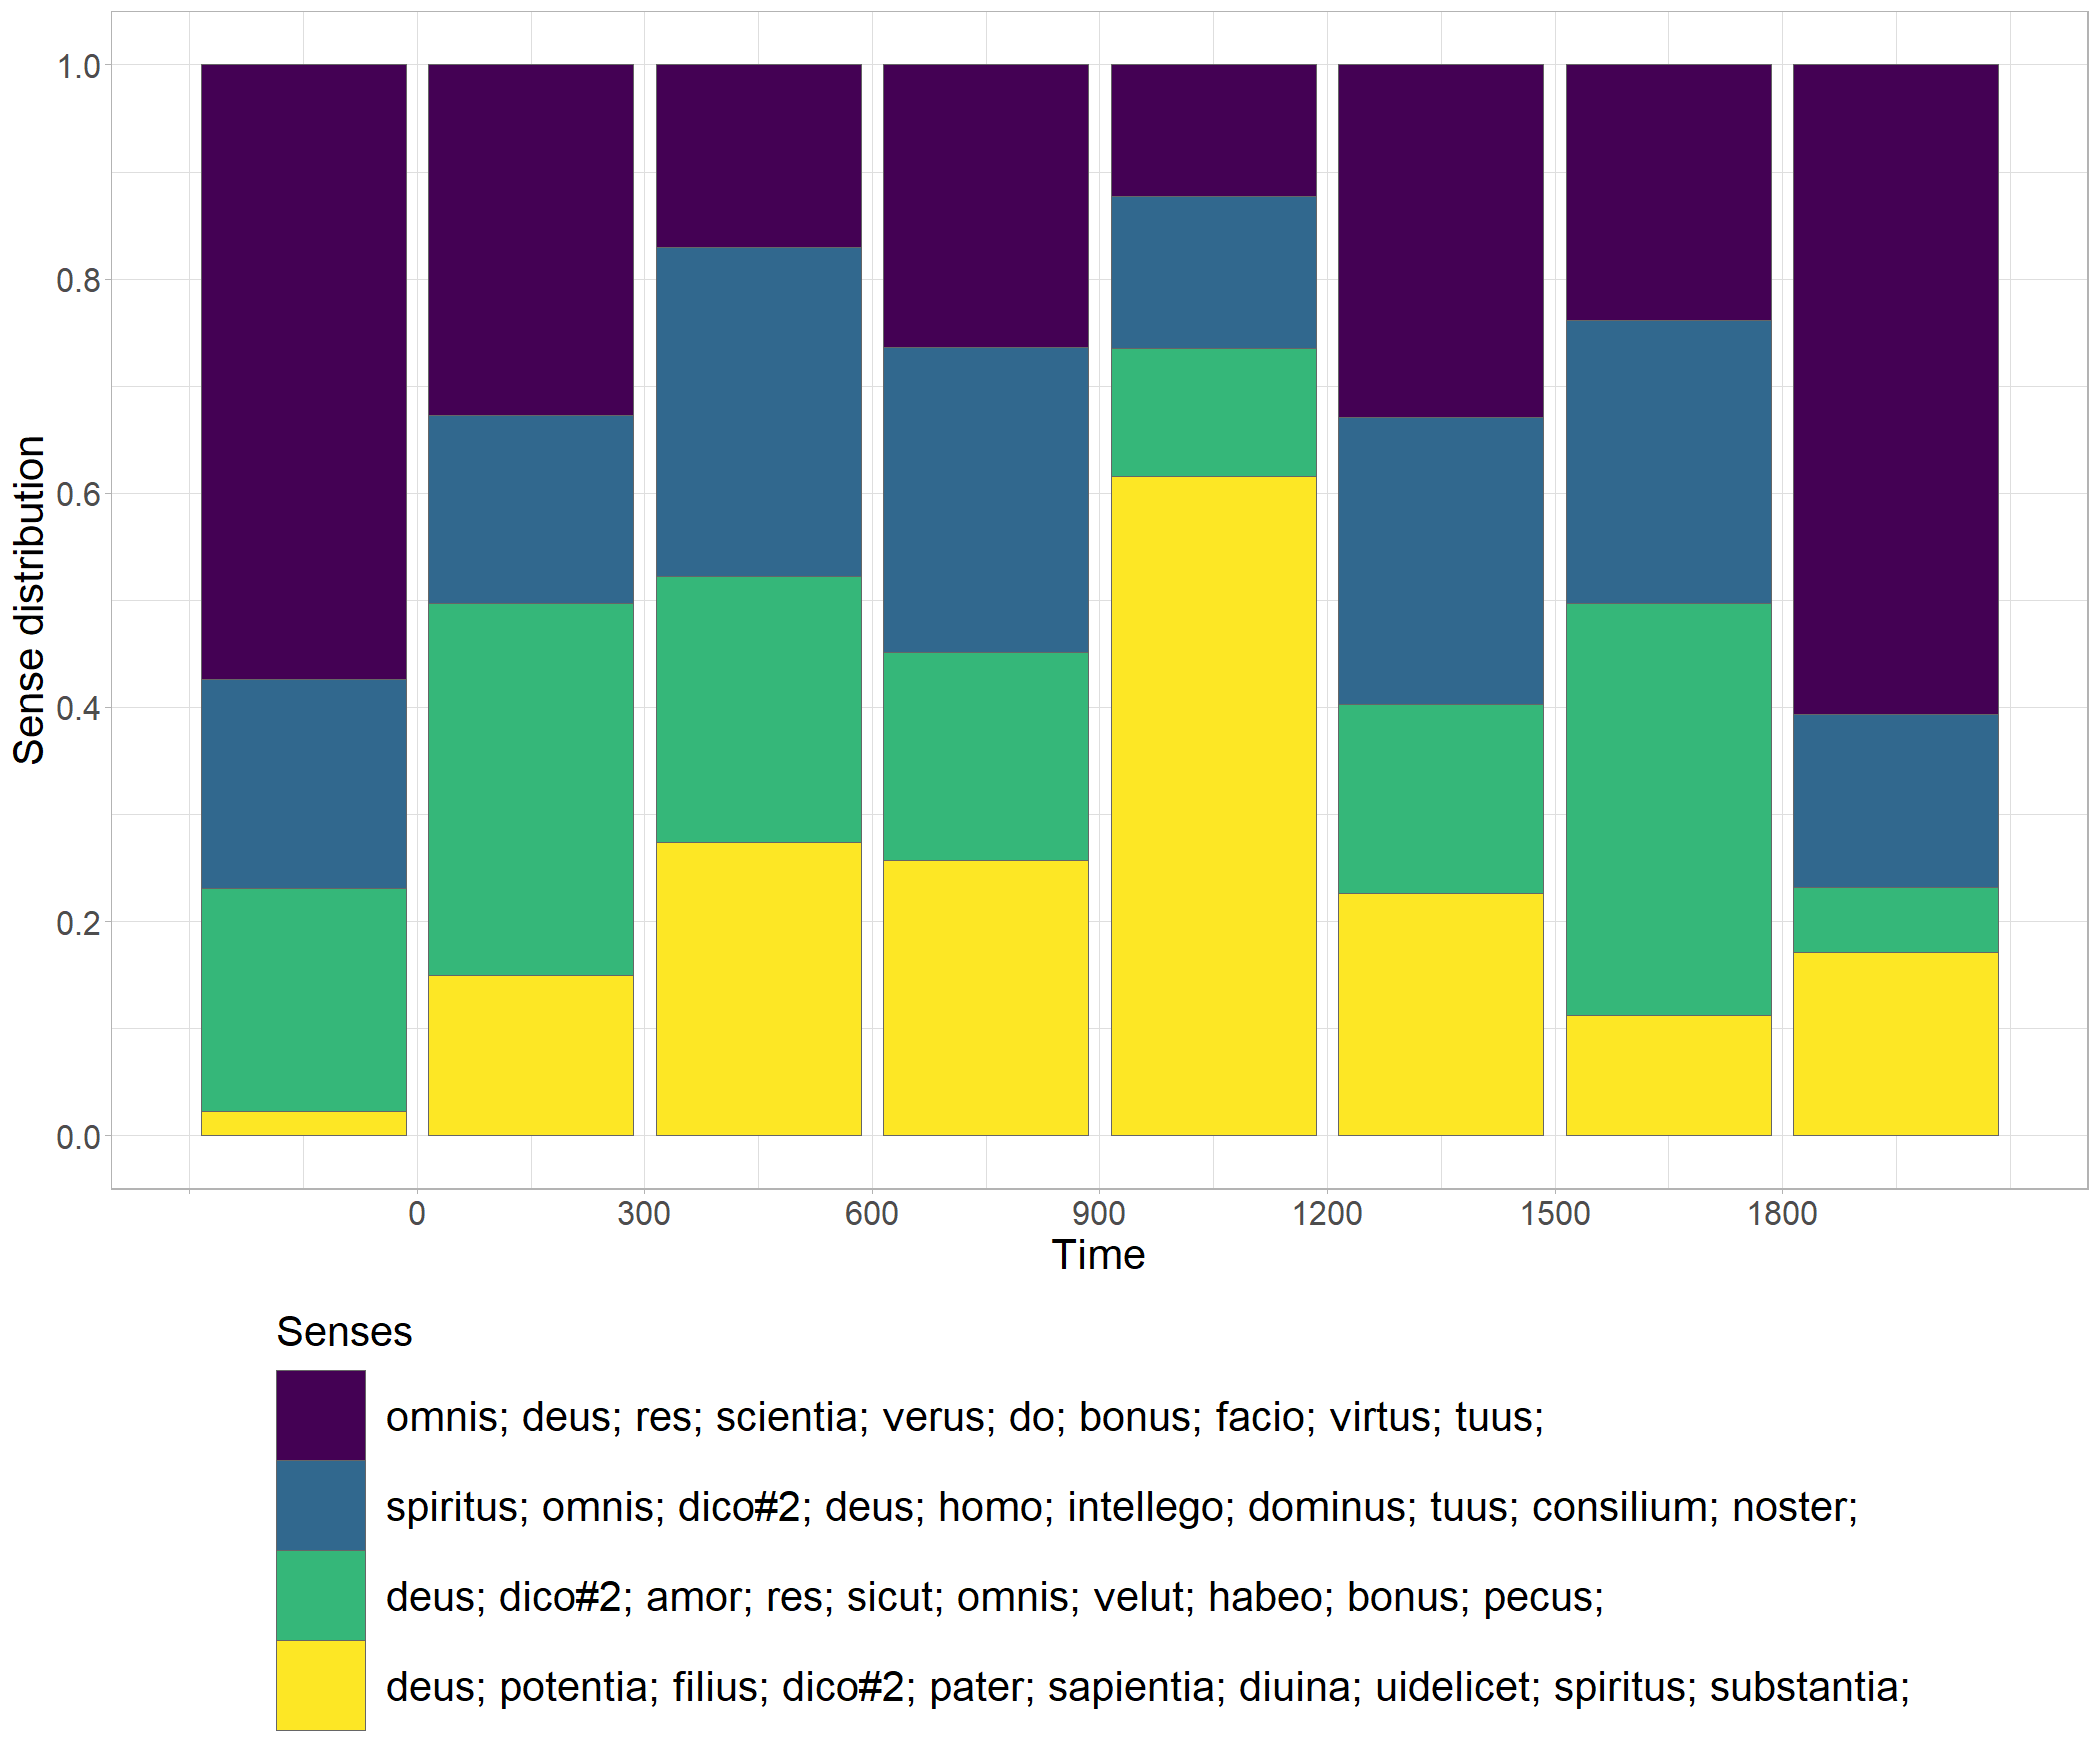 1.0
0.8
0.6
0.4
0.2
0.0
Sense distribution
0 300 600 900 1200 1500 1800
Time
Senses
omnis; deus; res; scientia; verus; do; bonus; facio; virtus; tuus;
spiritus; omnis; dico#2; deus; homo; intellego; dominus; tuus; consilium; noster;
deus; dico#2; amor; res; sicut; omnis; velut; habeo; bonus; pecus;
deus; potentia; filius; dico#2; pater; sapientia; diuina; uidelicet; spiritus; substantia;